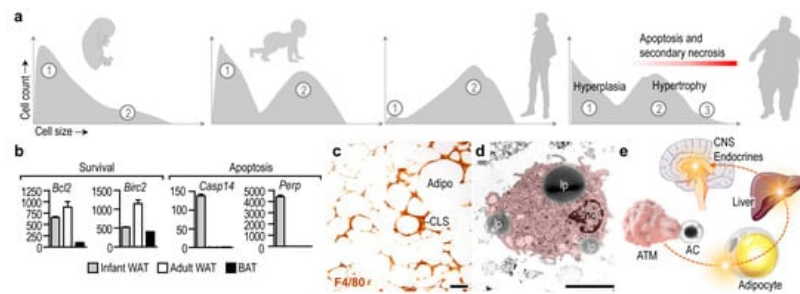 a
Cell count
Cell size
1
2
1
2
1
2
Apoptosis and
secondary necrosis
Hyperplasia
Hypertrophy
1
2
3
b
Survival
Apoptosis
Bcl2
Birc2
Casp14
Perp
1250
1000
750
500
250
0
1500
1000
500
0
150
100
50
0
5000
4000
3000
2000
1000
0
Infant WAT
Adult WAT
BAT
c
Adipo
CLS
F4/80
d
lp
nc
lp
lp
e
CNS
Endocrines
Liver
ATM
AC
Adipocyte